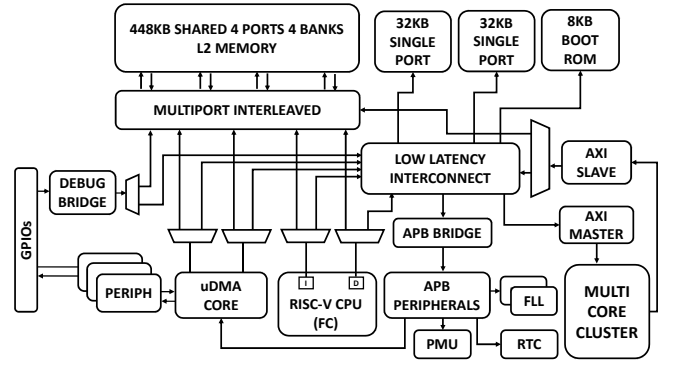 448KB SHARED 4 PORTS 4 BANKS
L2 MEMORY
32KB
SINGLE
PORT
32KB
SINGLE
PORT
8KB
BOOT
ROM
MULTIPORT INTERLEAVED
LOW LATENCY
INTERCONNECT
AXI
SLAVE
DEBUG
BRIDGE
GPIOs
APB BRIDGE
AXI
MASTER
PERIPH
uDMA
CORE
I
D
RISC-V CPU
(FC)
APB
PERIPHERALS
FLL
MULTI
CORE
CLUSTER
PMU
RTC